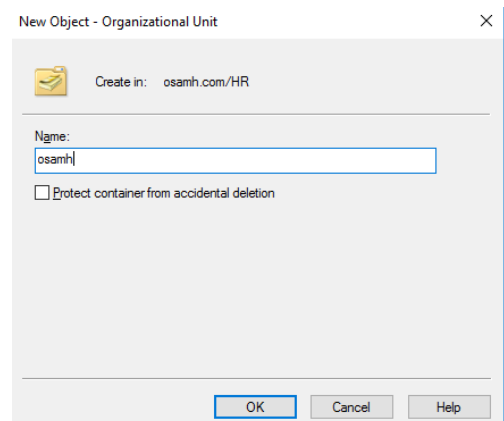 New Object - Organizational Unit
Create in: osamh.com/HR
Name:
osamh
Protect container from accidental deletion
OK Cancel Help